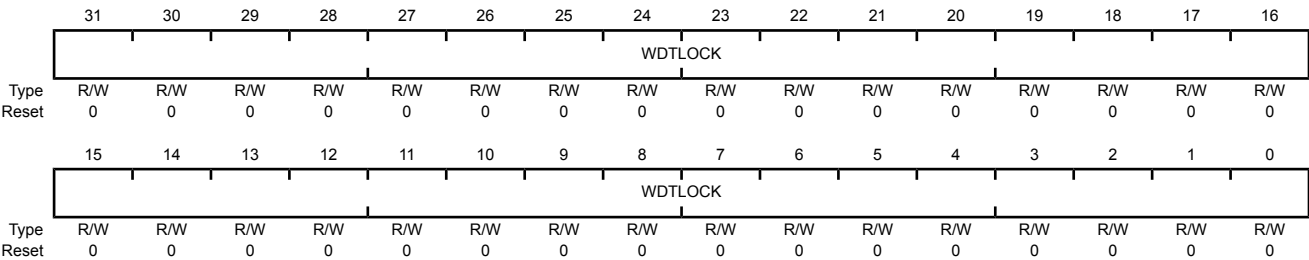 31 30 29 28 27 26 25 24 23 22 21 20 19 18 17 16
WDTLOCK
Type R/W R/W R/W R/W R/W R/W R/W R/W R/W R/W R/W R/W R/W R/W R/W R/W
Reset 0 0 0 0 0 0 0 0 0 0 0 0 0 0 0 0
15 14 13 12 11 10 9 8 7 6 5 4 3 2 1 0
WDTLOCK
Type R/W R/W R/W R/W R/W R/W R/W R/W R/W R/W R/W R/W R/W R/W R/W R/W
Reset 0 0 0 0 0 0 0 0 0 0 0 0 0 0 0 0